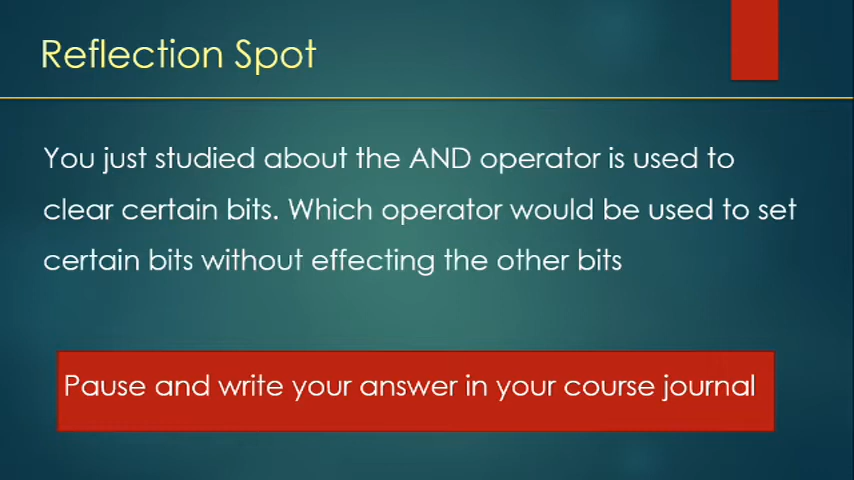 Reflection Spot
You just studied about the AND operator is used to
clear certain bits. Which operator would be used to set
certain bits without effecting the other bits
Pause and write your answer in your course journal